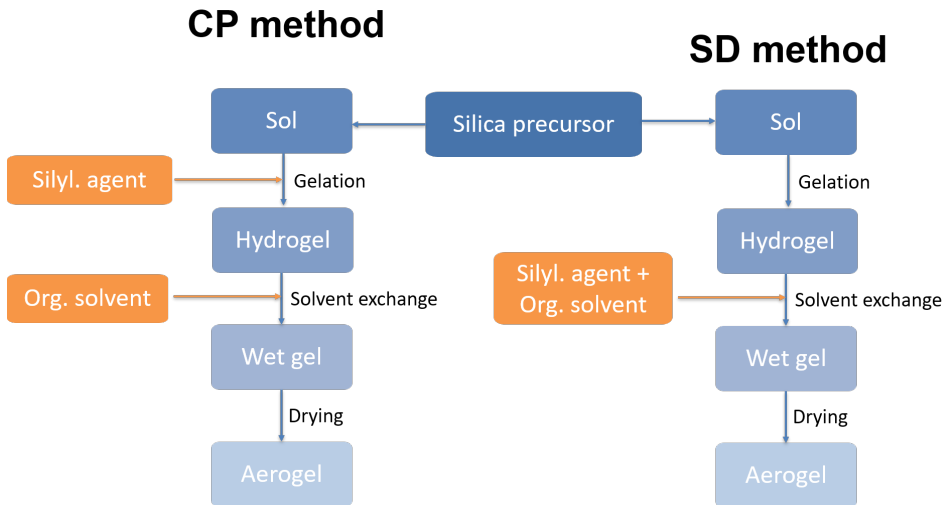 CP method
SD method
Sol
Silica precursor
Sol
Silyl. agent
Gelation
Gelation
Hydrogel
Hydrogel
Org. solvent
Solvent exchange
Silyl. agent +
Org. solvent
Solvent exchange
Wet gel
Wet gel
Drying
Drying
Aerogel
Aerogel